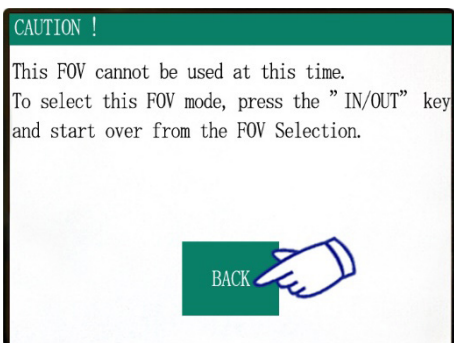 CAUTION !
This FOV cannot be used at this time.
To select this FOV mode, press the ” IN/OUT” key
and start over from the FOV Selection.
BACK